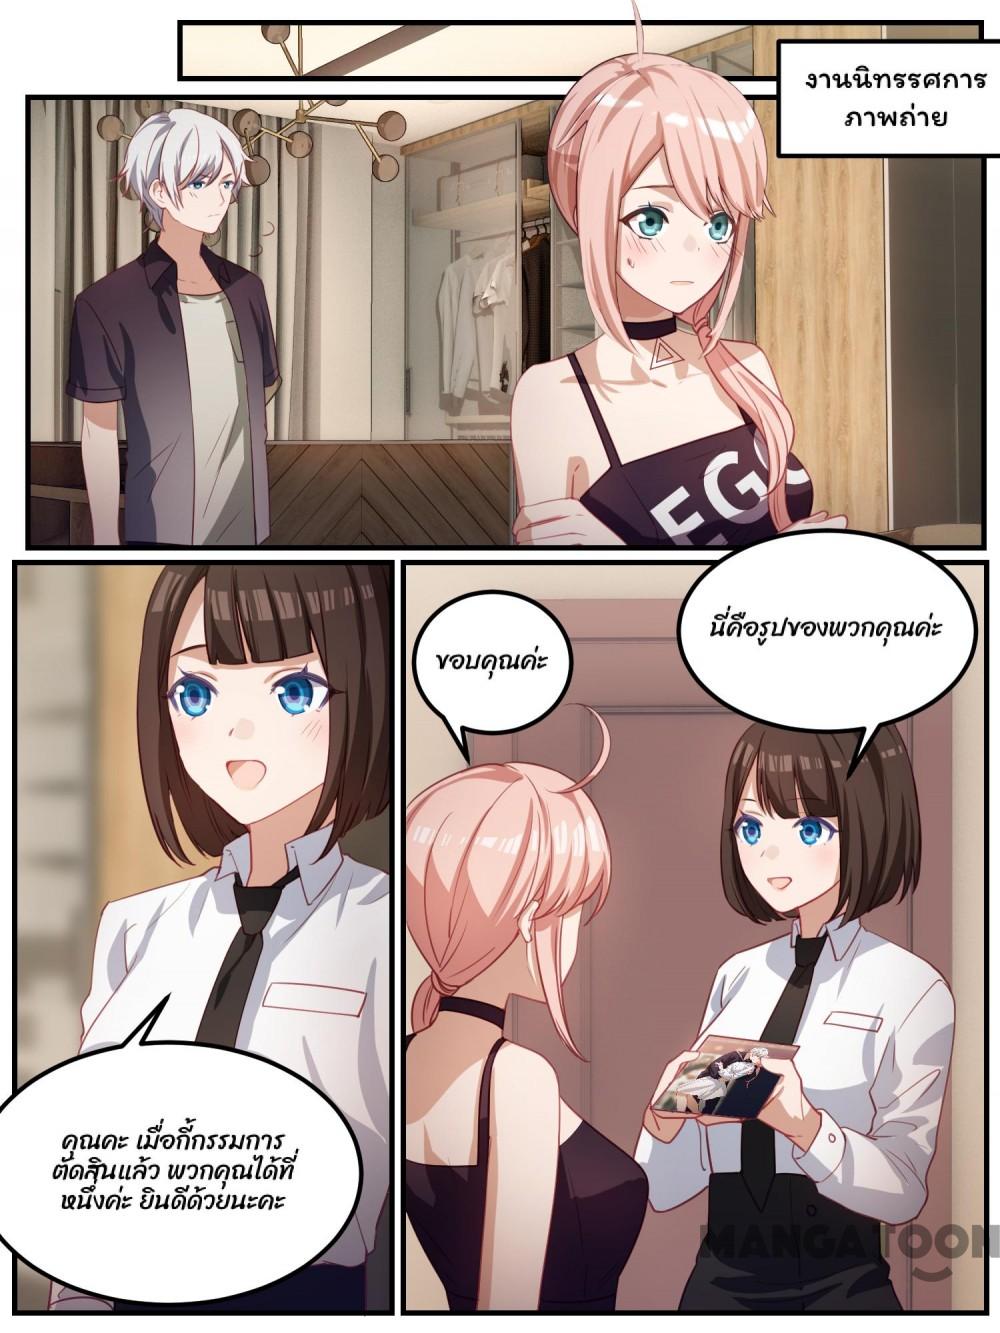 งานนิทรรศการ
ภาพถ่าย
EGO
คุณคะ เมื่อกี้กรรมการ
ตัดสินแล้ว พวกคุณได้ที่
หนึ่งค่ะ ยินดีด้วยนะคะ
นี่คือรูปของพวกคุณค่ะ
ขอบคุณค่ะ
MANGATOON